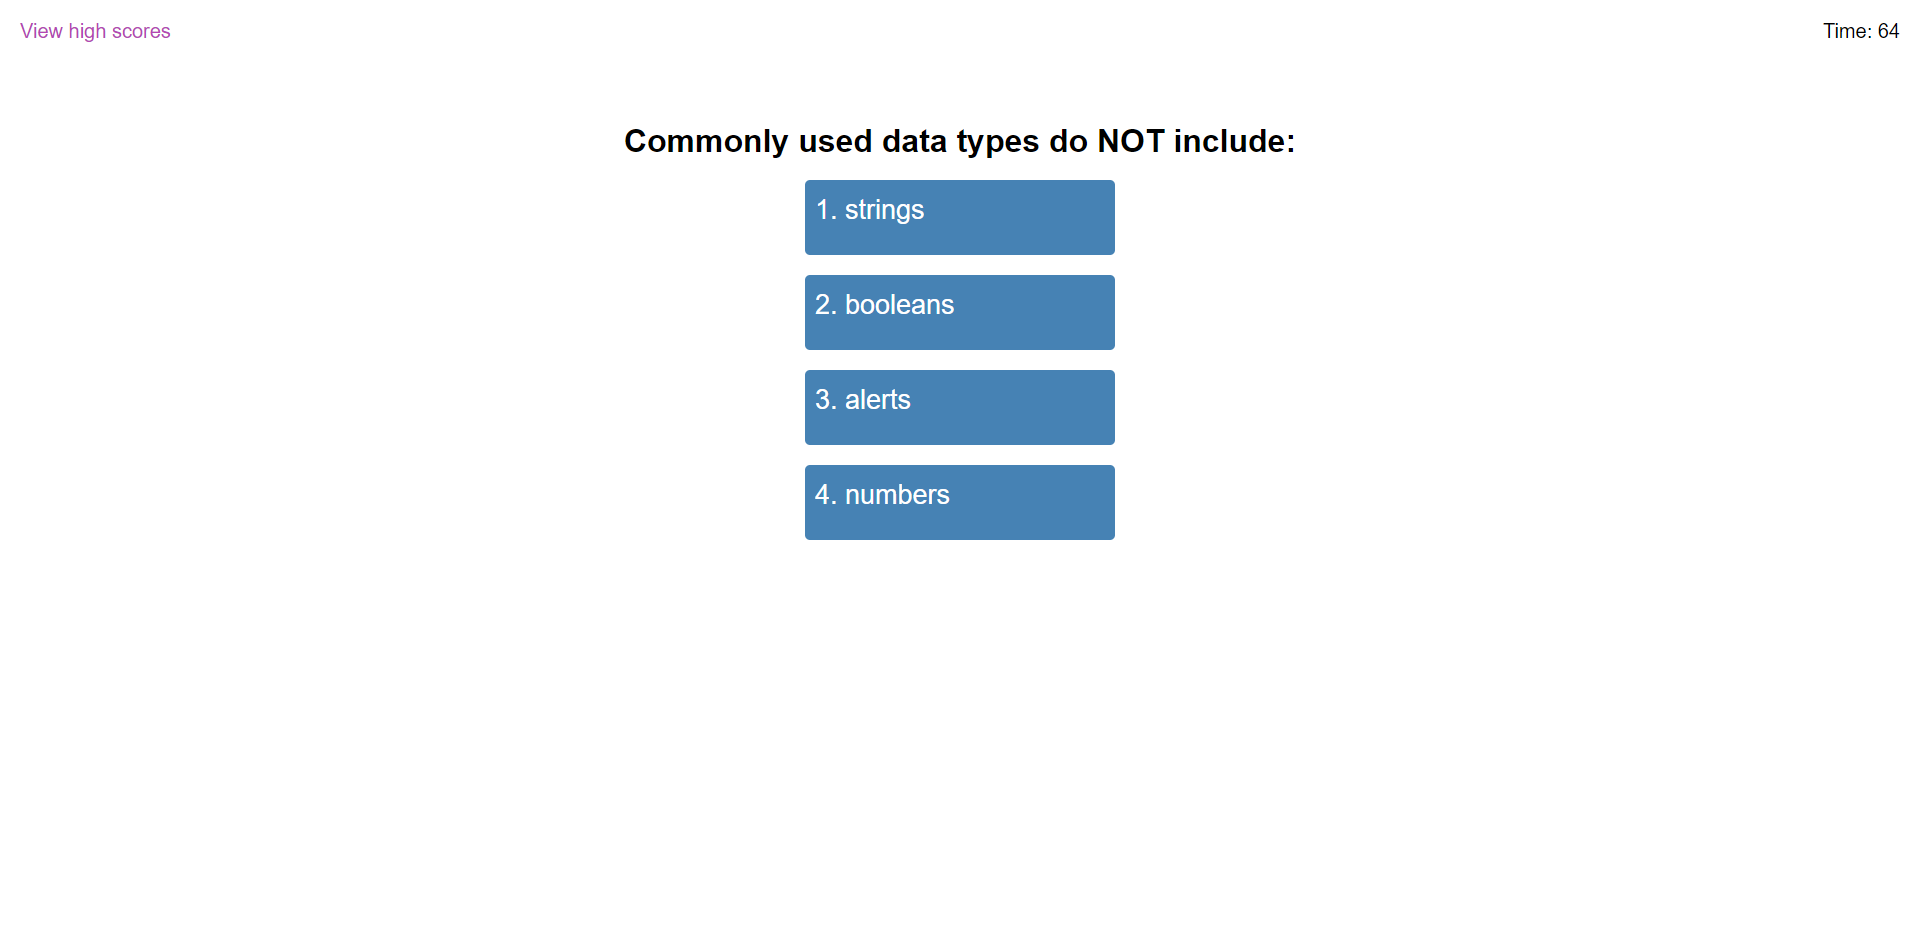 View high scores
Time: 64
Commonly used data types do NOT include:
1. strings
2. booleans
3. alerts
4. numbers